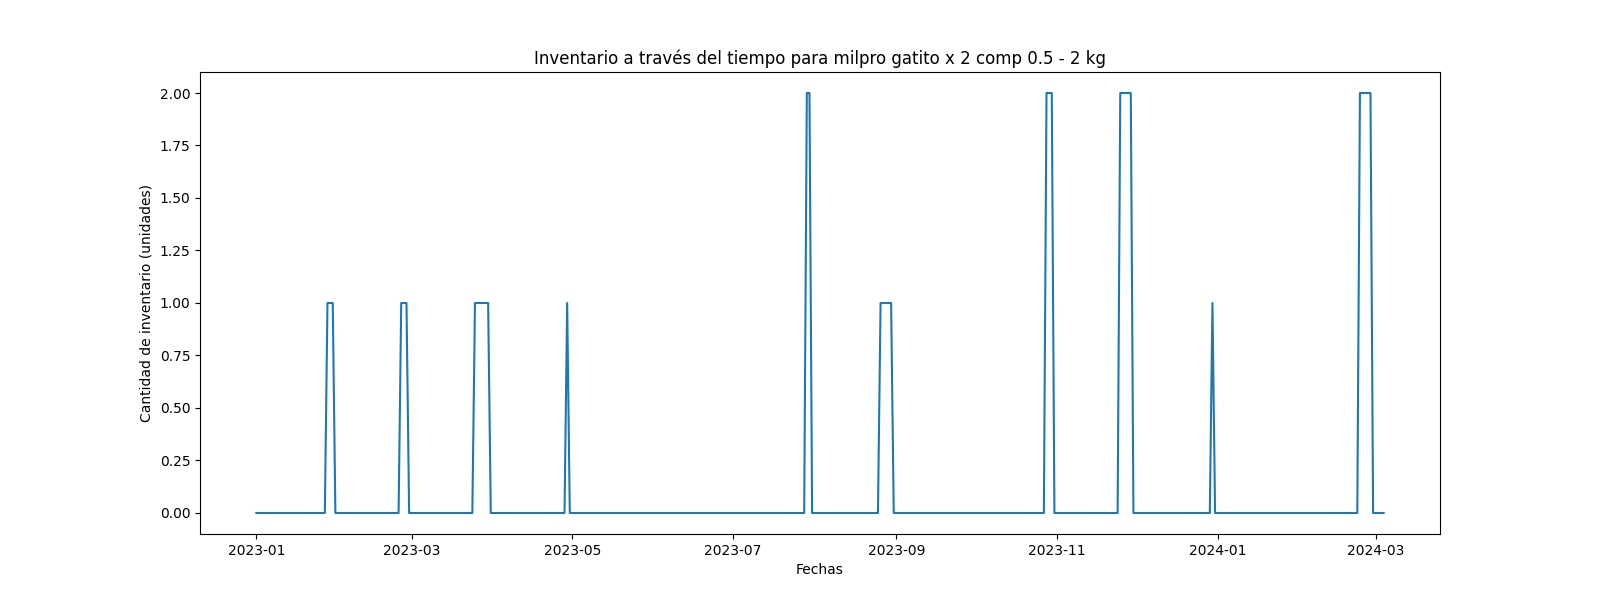 Inventario a través del tiempo para milpro gatito x 2 comp 0.5 - 2 kg
Cantidad de inventario (unidades)
2.00
1.75
1.50
1.25
1.00
0.75
0.50
0.25
0.00
2023-01 2023-03 2023-05 2023-07 2023-09 2023-11 2024-01 2024-03
Fechas